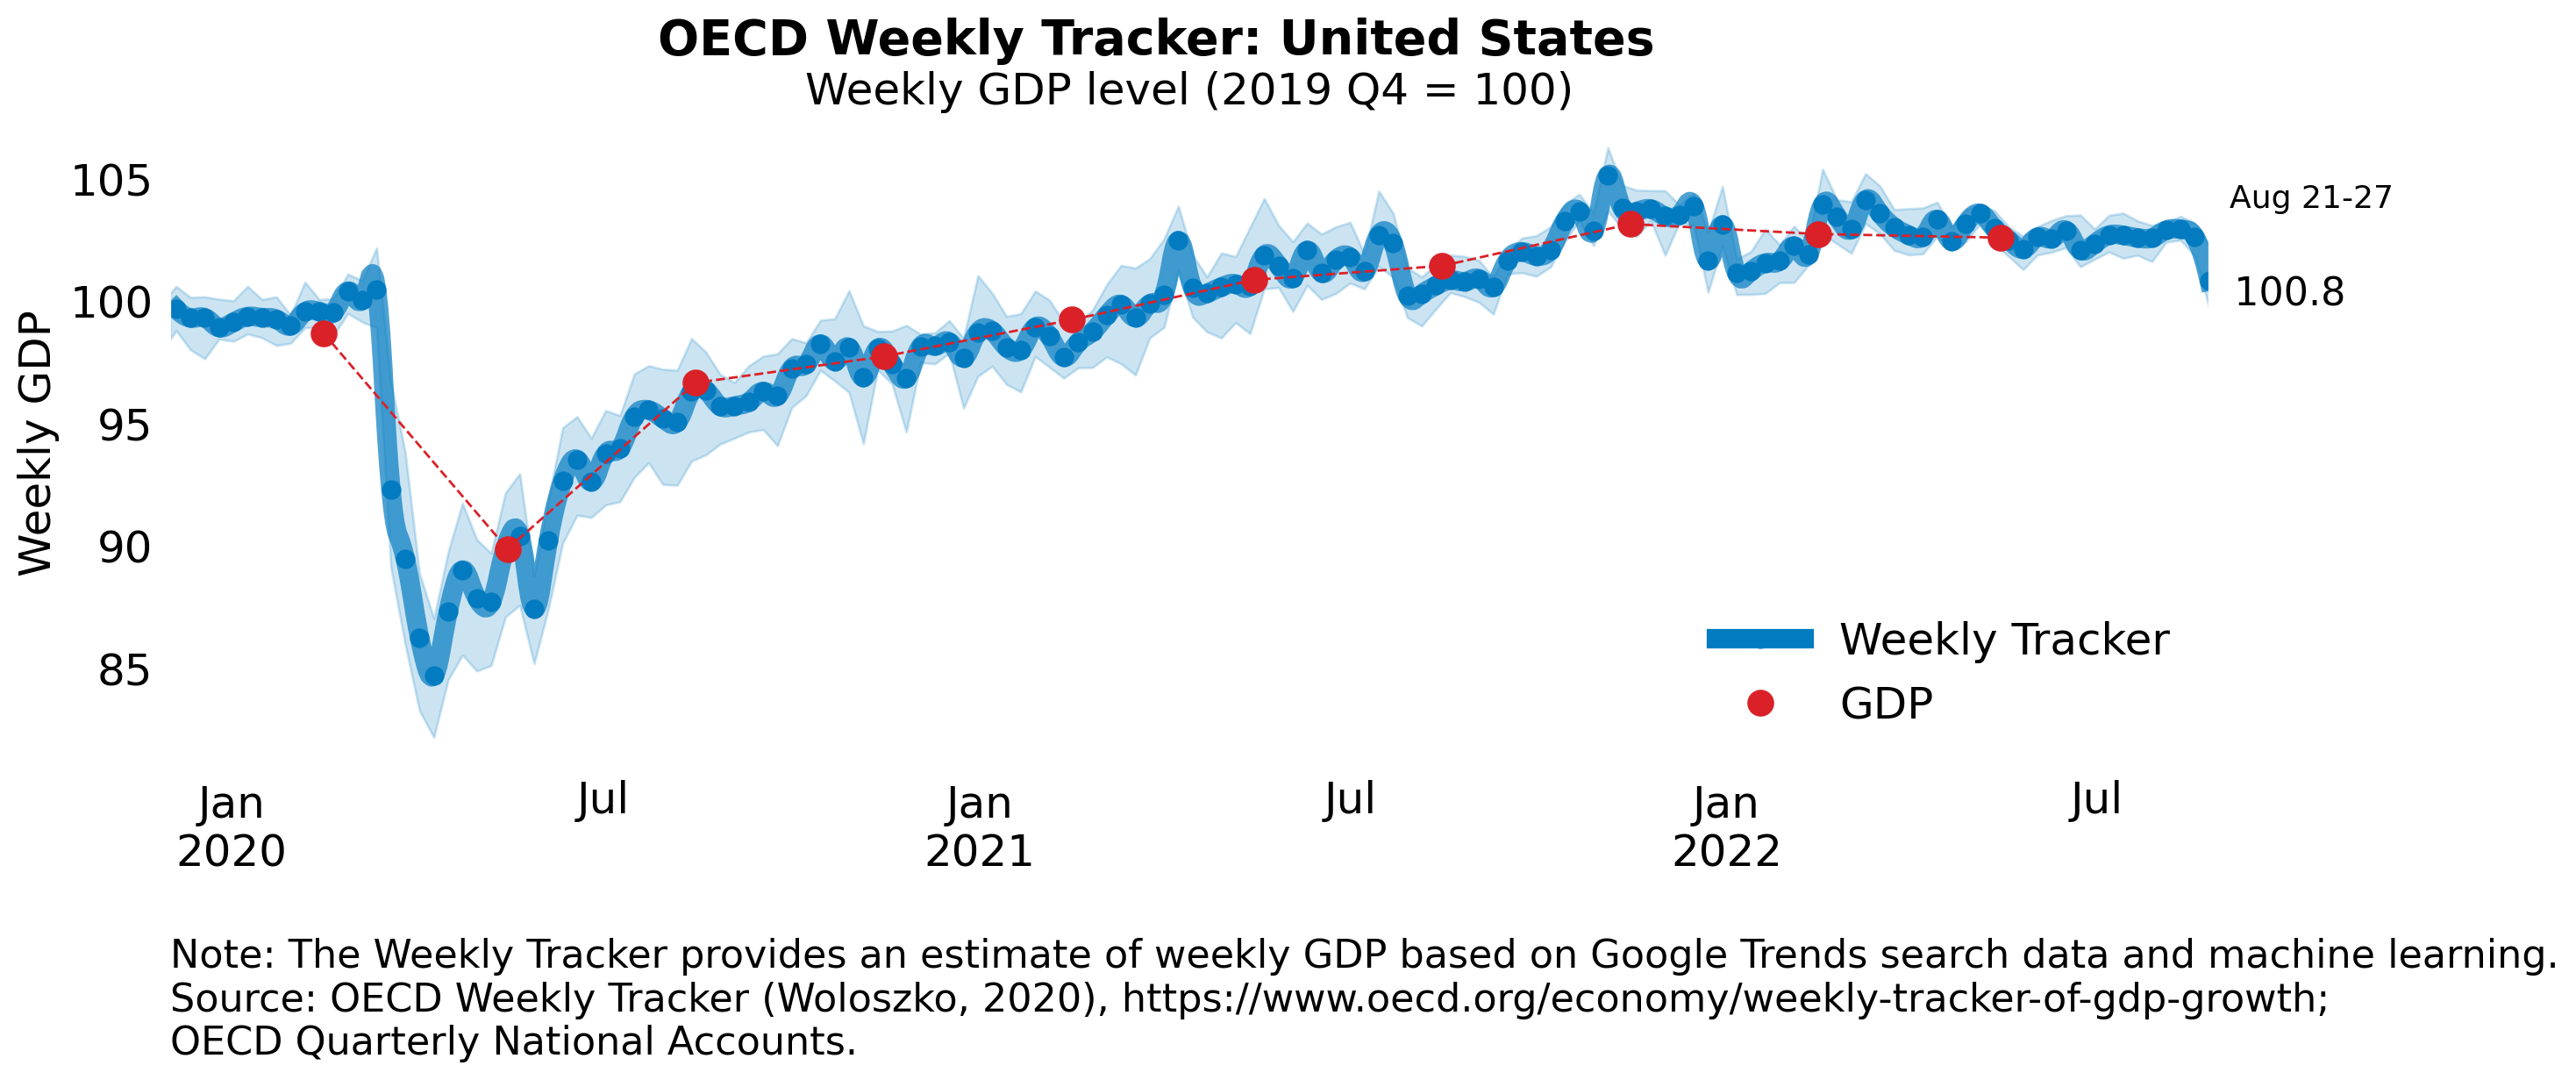 OECD Weekly Tracker: United States
Weekly GDP level (2019 Q4 = 100)
Weekly GDP
105
100
95
90
85
Aug 21-27
100.8
Weekly Tracker
GDP
Jan
2020
Jul
Jan
2021
Jul
Jan
2022
Jul
Note: The Weekly Tracker provides an estimate of weekly GDP based on Google Trends search data and machine learning.
Source: OECD Weekly Tracker (Woloszko, 2020), https://www.oecd.org/economy/weekly-tracker-of-gdp-growth;
OECD Quarterly National Accounts.